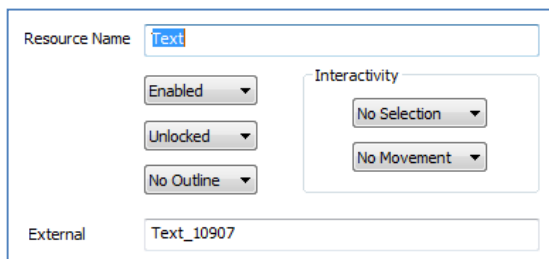 Resource Name Text
Interactivity
Enabled
No Selection
Unlocked
No Movement
No Outline
External Text_10907